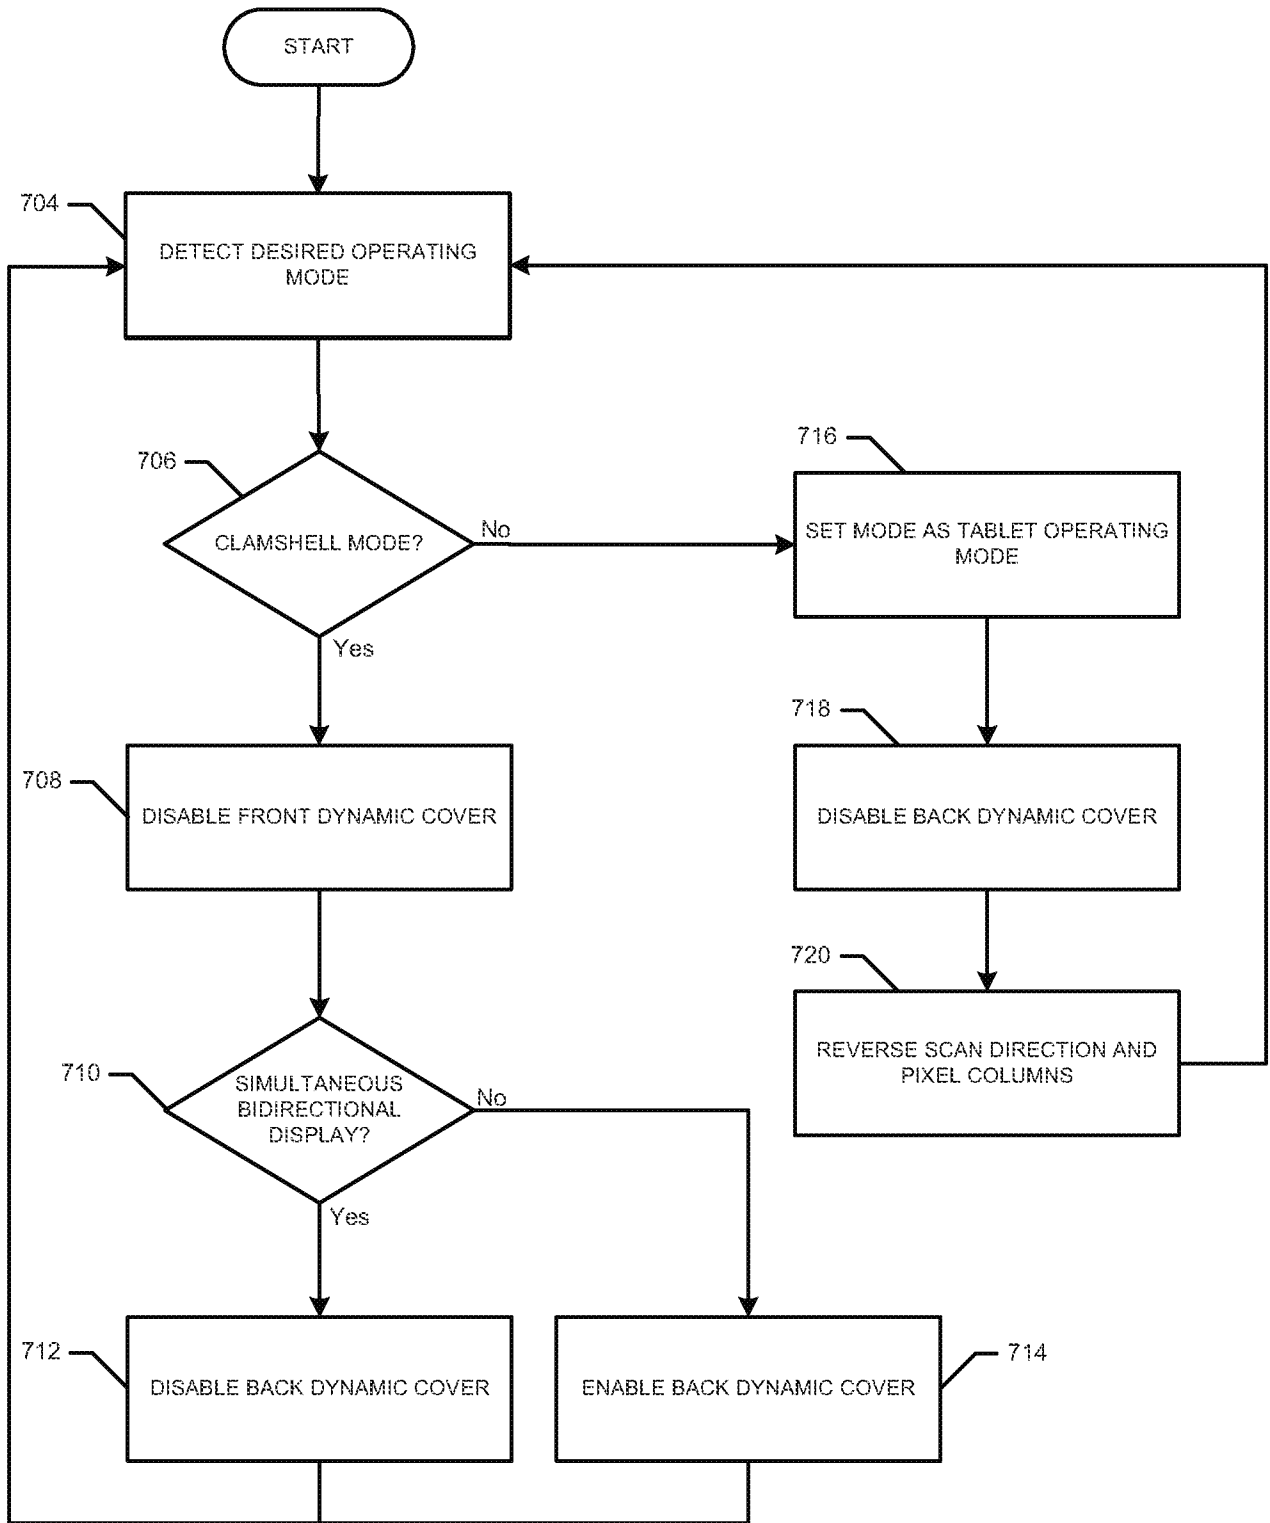 START
704
DETECT DESIRED OPERATING
MODE
706
CLAMSHELL MODE?
No
Yes
716
SET MODE AS TABLET OPERATING
MODE
718
DISABLE BACK DYNAMIC COVER
708
DISABLE FRONT DYNAMIC COVER
720
REVERSE SCAN DIRECTION AND
PIXEL COLUMNS
710
SIMULTANEOUS
BIDIRECTIONAL
DISPLAY?
No
Yes
712
DISABLE BACK DYNAMIC COVER
ENABLE BACK DYNAMIC COVER
714